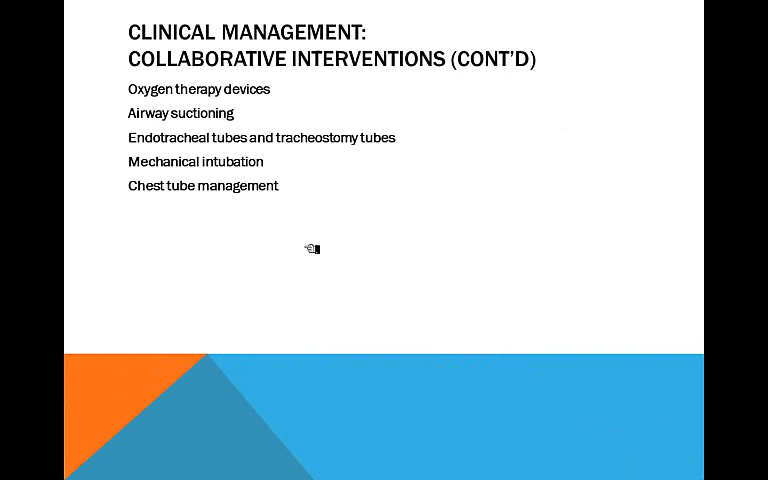 CLINICAL MANAGEMENT:
COLLABORATIVE INTERVENTIONS (CONT'D)
Oxygen therapy devices
Airway suctioning
Endotracheal tubes and tracheostomy tubes
Mechanical intubation
Chest tube management